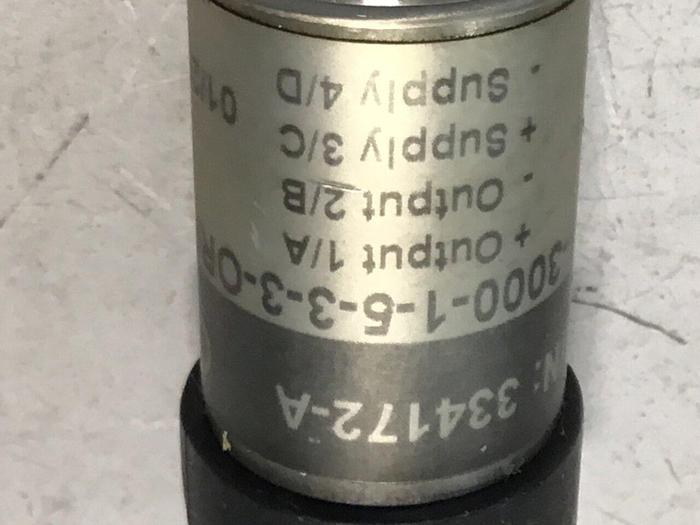 N: 334172-A
-3000-1-5-3-3-OR
+ Output 1/A
- Output 2/B
+ Supply 3/C
- Supply 4/D